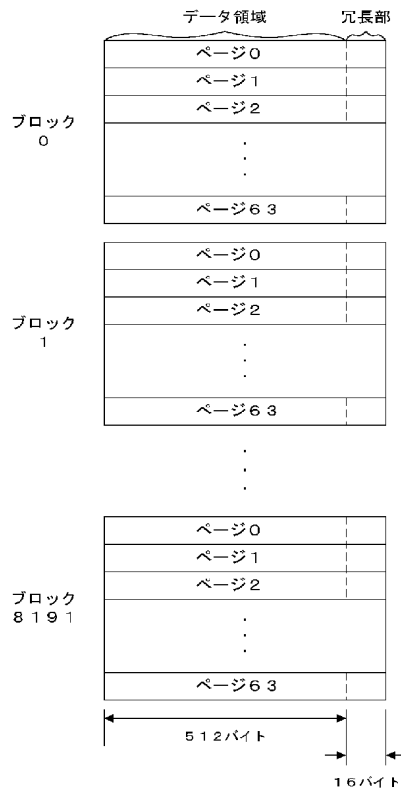 データ領域
冗長部
ブロック
０
ページ０
ページ１
ページ２
ページ６３
ブロック
１
ページ０
ページ１
ページ２
ページ６３
ブロック
８１９１
ページ０
ページ１
ページ２
ページ６３
５１２バイト
１６バイト